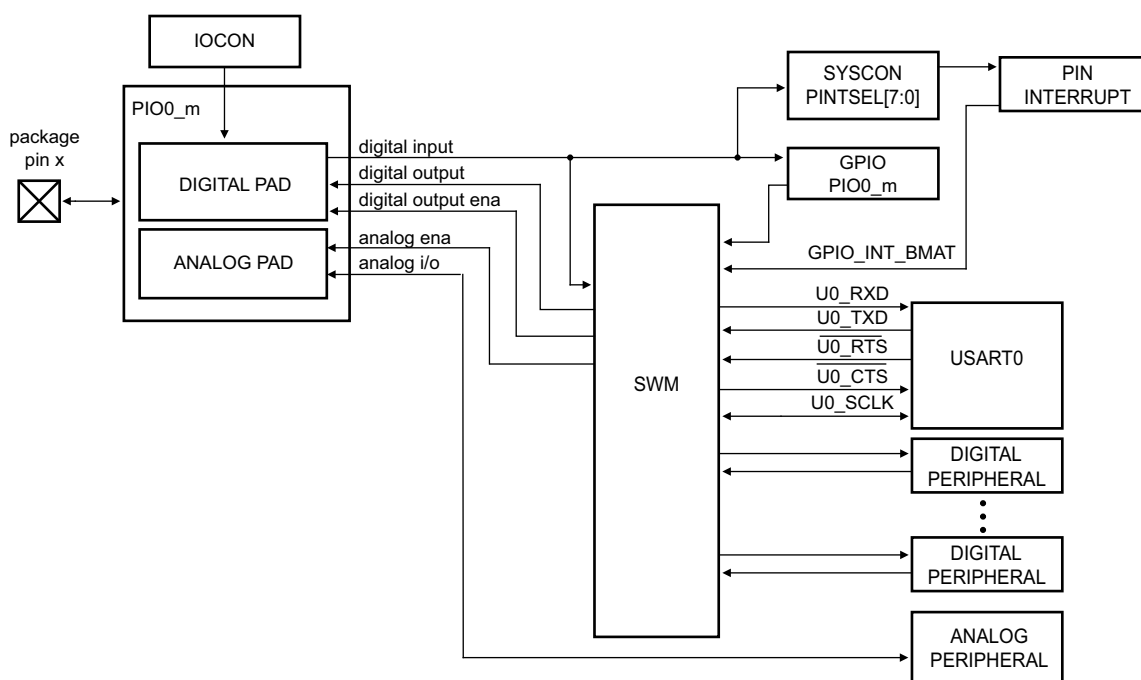 IOCON
PIO0_m
package
pin x
DIGITAL PAD
ANALOG PAD
digital input
digital output
digital output ena
analog ena
analog i/o
SYSCON
PINTSEL[7:0]
PIN
INTERRUPT
GPIO
PIO0_m
GPIO_INT_BMAT
SWM
U0_RXD
U0_TXD
U0_RTS
U0_CTS
U0_SCLK
USART0
DIGITAL
PERIPHERAL
DIGITAL
PERIPHERAL
ANALOG
PERIPHERAL